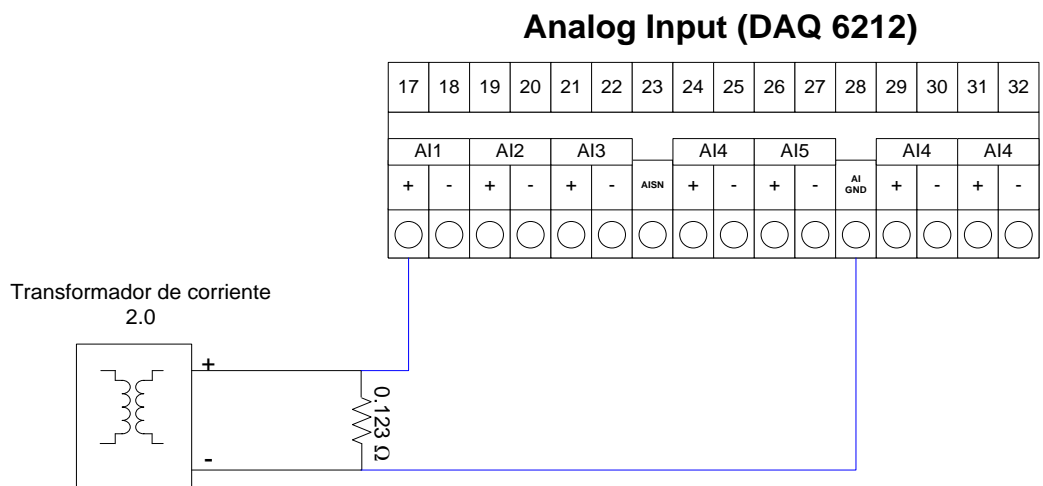 Analog Input (DAQ 6212)
17 18 19 20 21 22 23 24 25 26 27 28 29 30 31 32
AI1 AI2 AI3 AI4 AI5 AI4 AI4
+ - + - + - AISN + - + - AI GND + - + -
Transformador de corriente
2.0
+
0.123 Ω
-